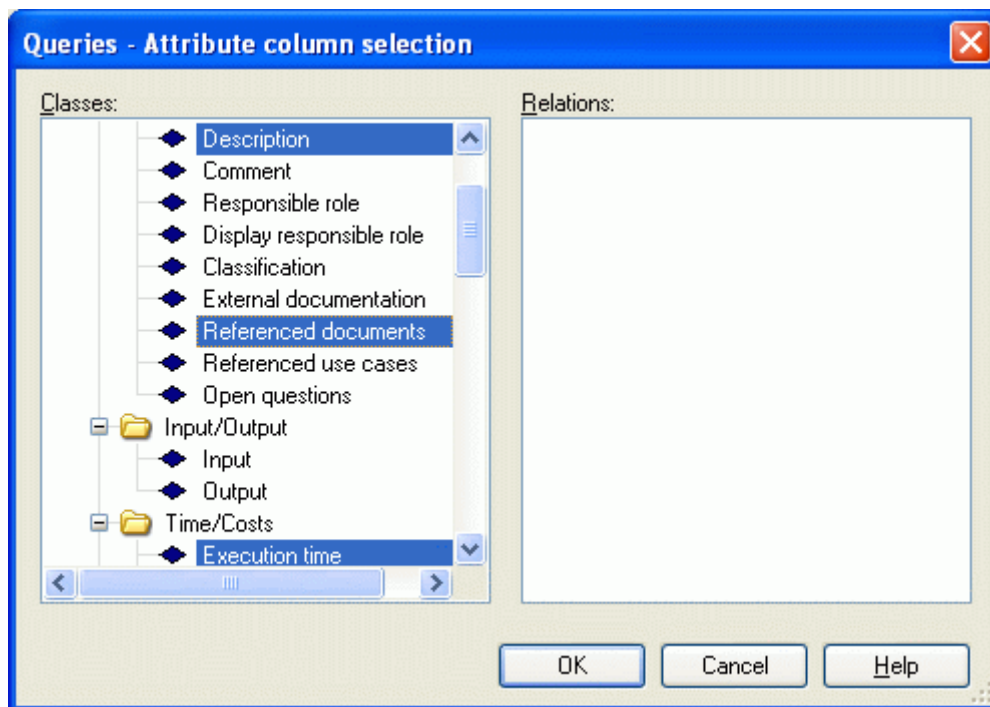 Queries - Attribute column selection
Classes:
Relations:
Description
Comment
Responsible role
Display responsible role
Classification
External documentation
Referenced documents
Referenced use cases
Open questions
Input/Output
Input
Output
Time/Costs
Execution time
OK
Cancel
Help